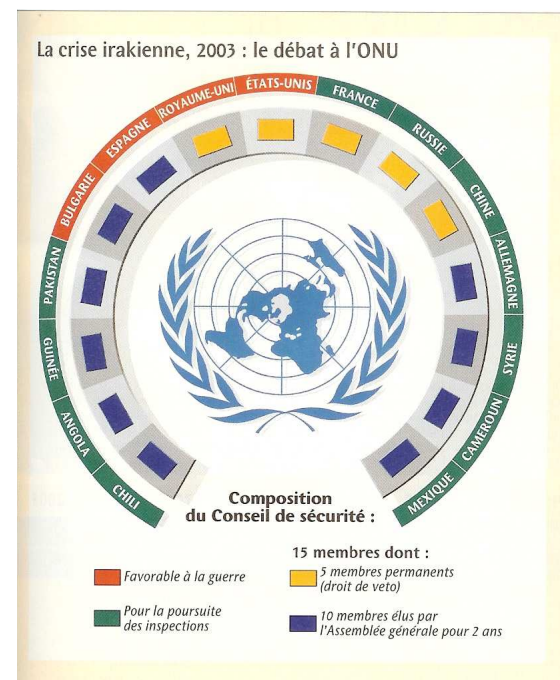 La crise irakienne, 2003 : le débat à l'ONU
CHILI
ANGOLA
GUINÉE
PAKISTAN
BULGARIE
ESPAGNE
ROYAUME-UNI
ÉTATS-UNIS
FRANCE
RUSSIE
CHINE
ALLEMAGNE
SYRIE
CAMEROUN
MEXIQUE
Composition
du Conseil de sécurité :
Favorable à la guerre
Pour la poursuite
des inspections
15 membres dont :
5 membres permanents
(droit de veto)
10 membres élus par
l'Assemblée générale pour 2 ans